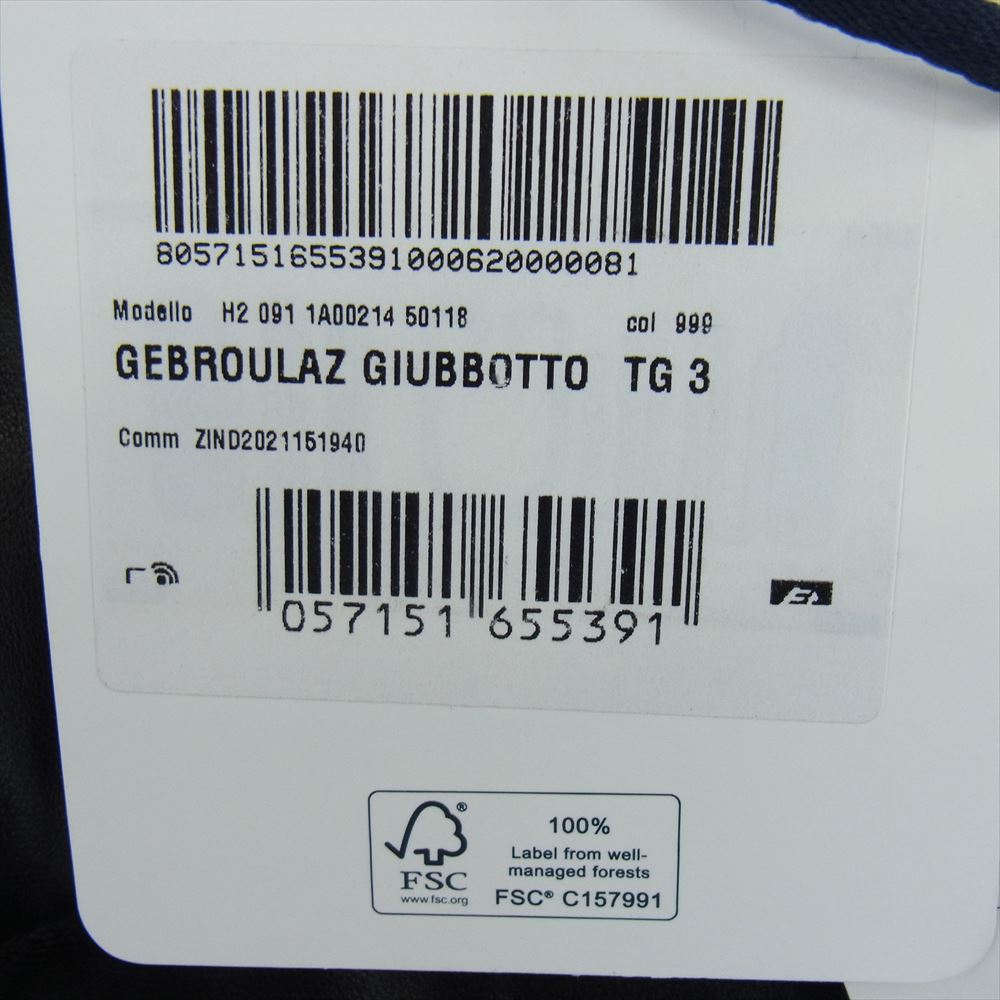 8057151655391000620000081
Modello H2 091 1A00214 50118 col 999
GEBROULAZ GIUBBOTTO TG 3
Comm ZIND2021151940
057151 655391
FSC®
www.fsc.org
100%
Label from well-
managed forests
FSC® C157991